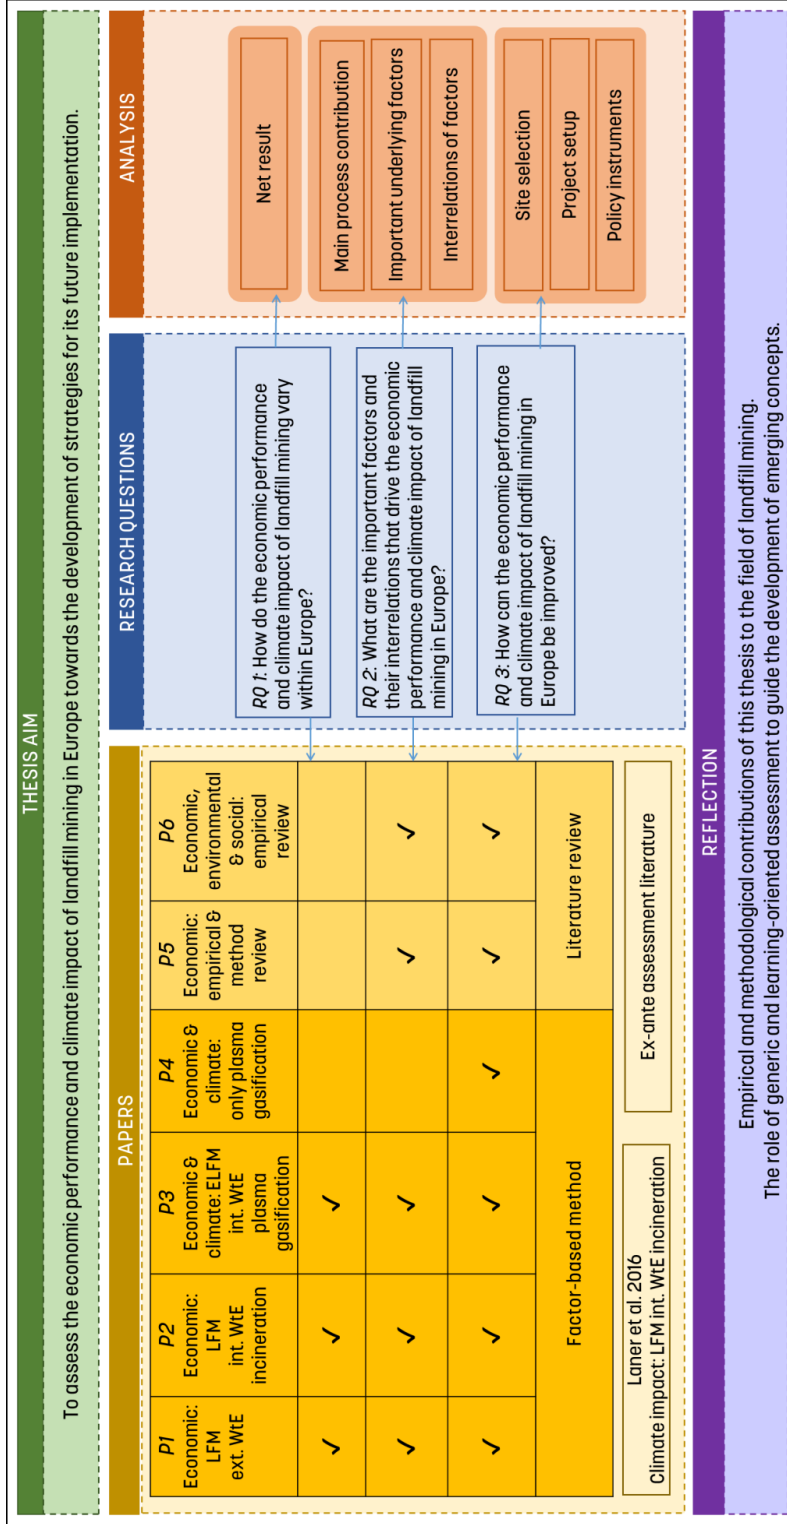 THESIS AIM
To assess the economic performance and climate impact of landfill mining in Europe towards the development of strategies for its future implementation.
PAPERS
P1
Economic:
LFM
ext. WtE
P2
Economic:
LFM
int. WtE
incineration
P3
Economic &
climate: ELFM
int. WtE
plasma
gasification
P4
Economic &
climate:
only plasma
gasification
P5
Economic:
empirical &
method
review
P6
Economic,
environmental
& social:
empirical
review
✓ ✓ ✓
✓ ✓ ✓ ✓ ✓
✓ ✓ ✓ ✓ ✓ ✓
Factor-based method
Literature review
Laner et al. 2016
Climate impact: LFM int. WtE incineration
Ex-ante assessment literature
RESEARCH QUESTIONS
RQ 1: How do the economic performance
and climate impact of landfill mining vary
within Europe?
RQ 2: What are the important factors and
their interrelations that drive the economic
performance and climate impact of landfill
mining in Europe?
RQ 3: How can the economic performance
and climate impact of landfill mining in
Europe be improved?
ANALYSIS
Net result
Main process contribution
Important underlying factors
Interrelations of factors
Site selection
Project setup
Policy instruments
REFLECTION
Empirical and methodological contributions of this thesis to the field of landfill mining.
The role of generic and learning-oriented assessment to guide the development of emerging concepts.